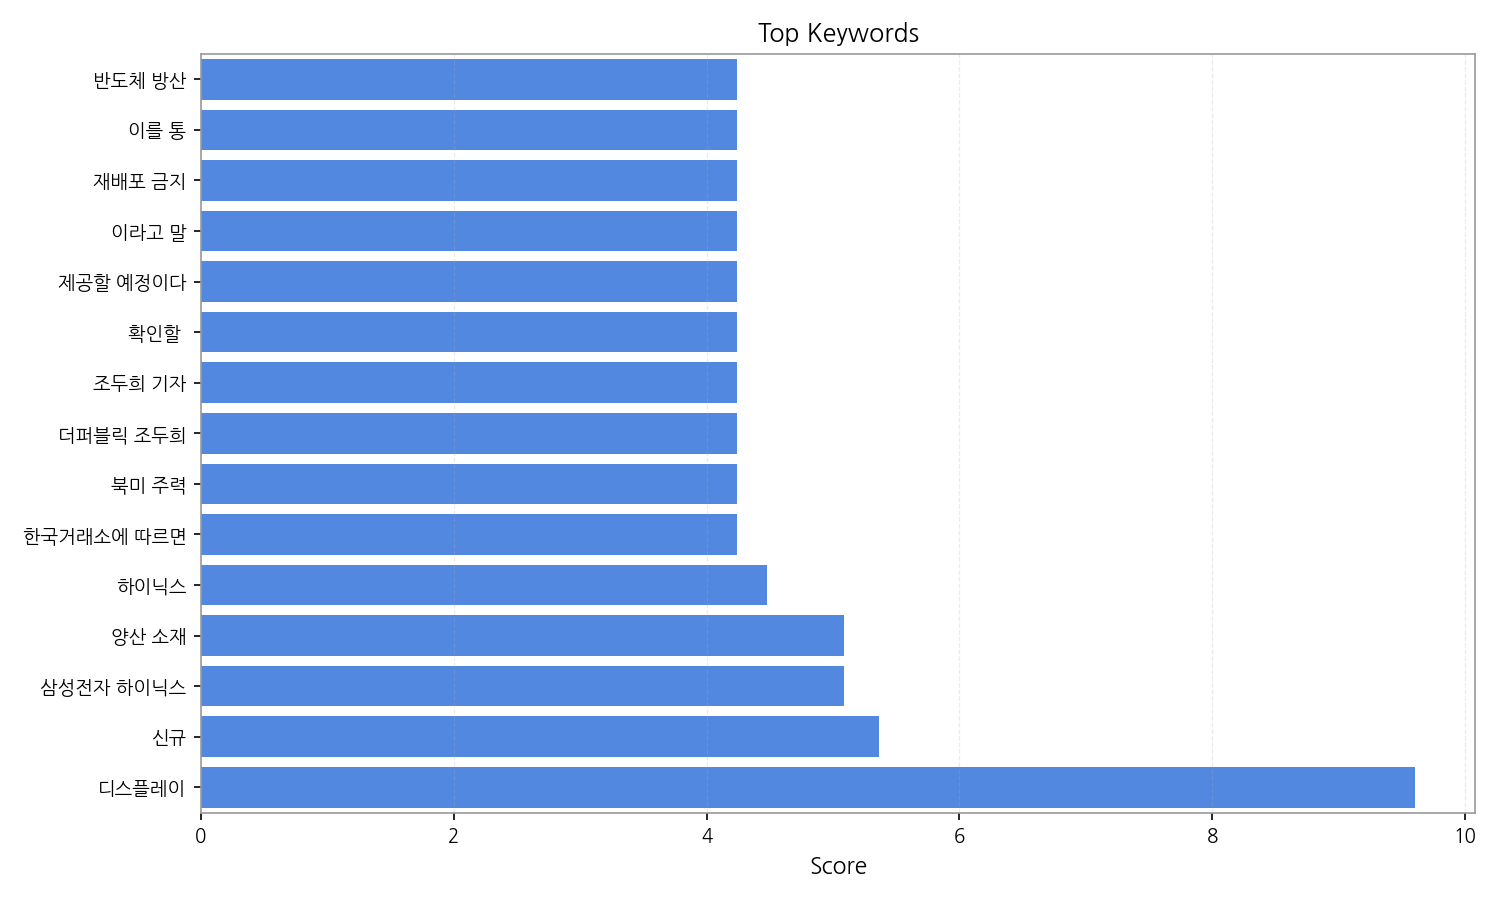 Top Keywords
반도체 방산
이를 통
재배포 금지
이라고 말
제공할 예정이다
확인할
조두희 기자
더퍼블릭 조두희
북미 주력
한국거래소에 따르면
하이닉스
양산 소재
삼성전자 하이닉스
신규
디스플레이
0 2 4 6 8 10
Score